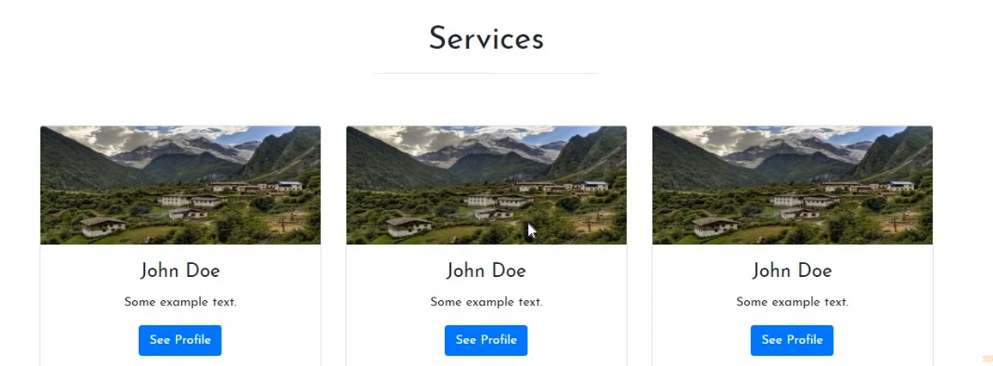 Services
John Doe John Doe John Doe
Some example text. Some example text. Some example text.
See Profile See Profile See Profile